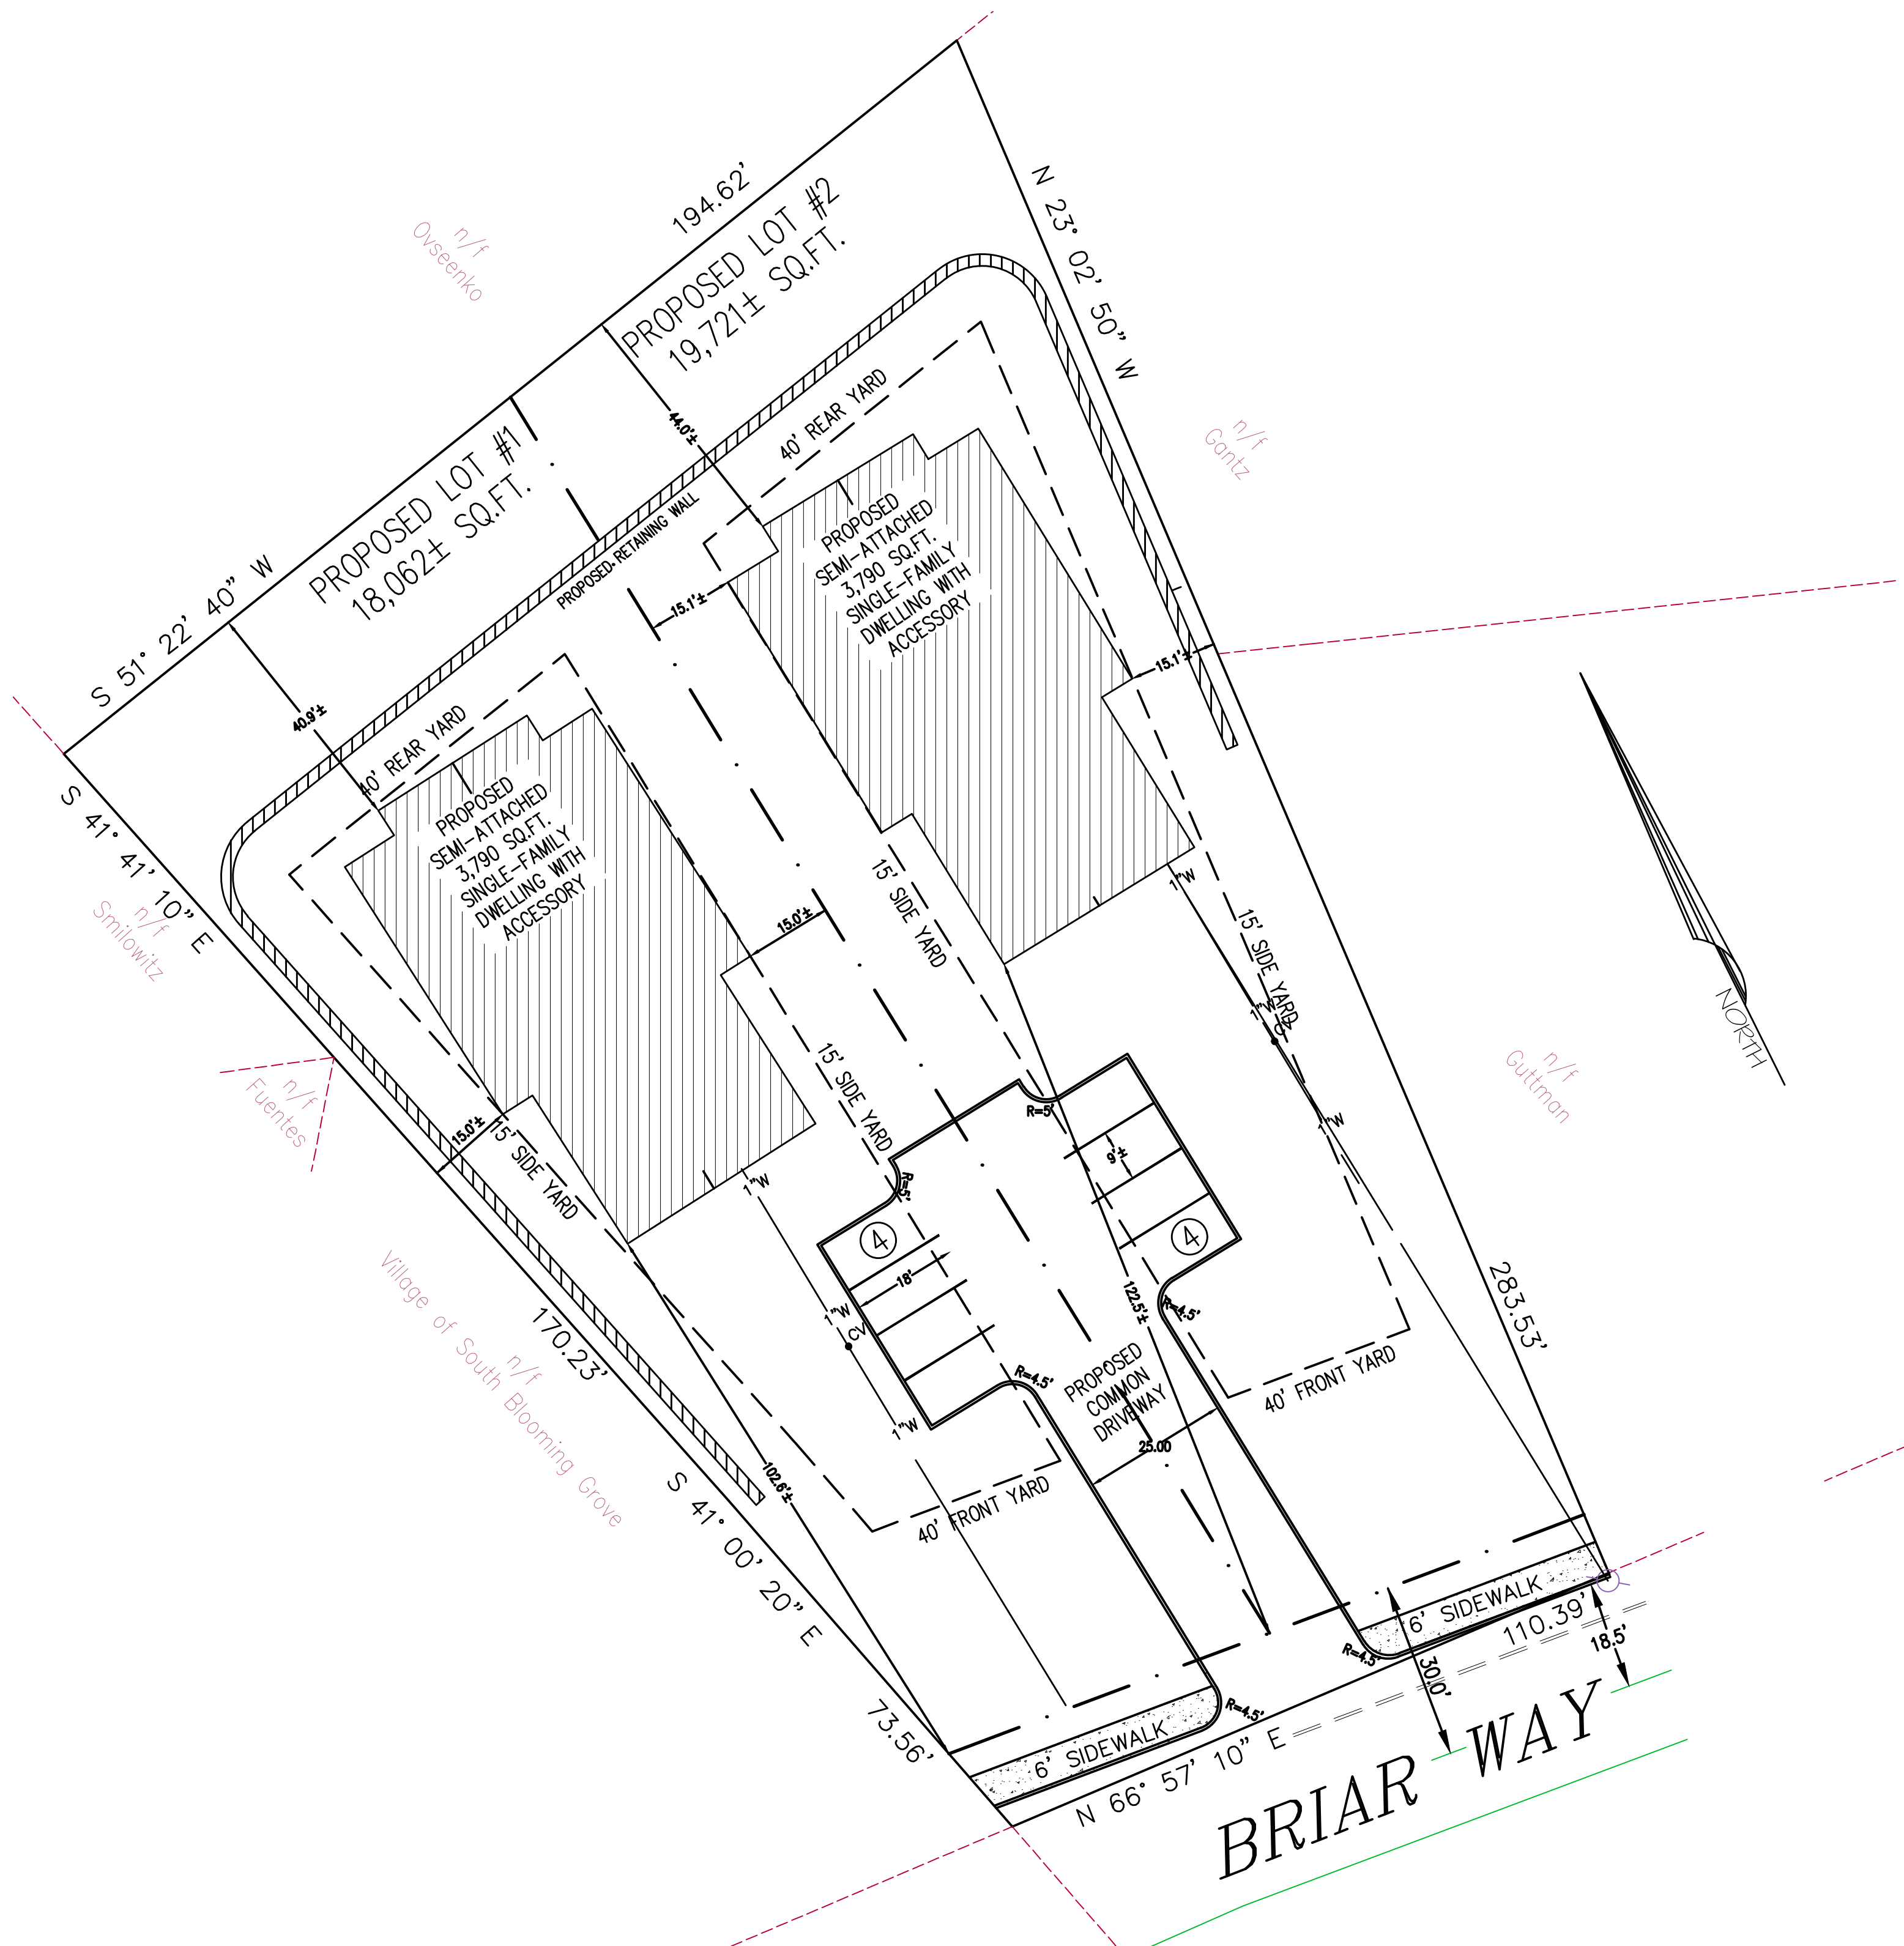 194.62'
PROPOSED LOT #2
19,721± SQ.FT.
N 23° 02' 50" W
n/f
Ovseenko
44.0'±
40' REAR YARD
n/f
Gantz
PROPOSED LOT #1
18,062± SQ.FT.
PROPOSED RETAINING WALL
S 51° 22' 40" W
PROPOSED
SEMI-ATTACHED
3,790 SQ.FT.
SINGLE-FAMILY
DWELLING WITH
ACCESSORY
15.1'±
15.1'±
40.9'±
40' REAR YARD
PROPOSED
SEMI-ATTACHED
3,790 SQ.FT.
SINGLE-FAMILY
DWELLING WITH
ACCESSORY
S 41° 41' 10" E
n/f
Smilowitz
15' SIDE YARD
1"W
15.0'±
15' SIDE YARD
1"W
CV
NORTH
n/f
Guttman
n/f
Fuentes
15.0'±
15' SIDE YARD
15' SIDE YARD
R=5'
9'±
1"W
1"W
R=5'
4
4
18'
1"W
CV
122.5'±
R=4.5'
283.53'
n/f
Village of South Blooming Grove
170.23'
R=4.5'
PROPOSED
COMMON
DRIVEWAY
40' FRONT YARD
1"W
25.00
102.6'±
40' FRONT YARD
S 41° 00' 20" E
6' SIDEWALK
110.39'
18.5'
R=4.5'
30.0'
73.56'
R=4.5'
6' SIDEWALK
N 66° 57' 10" E
BRIAR WAY